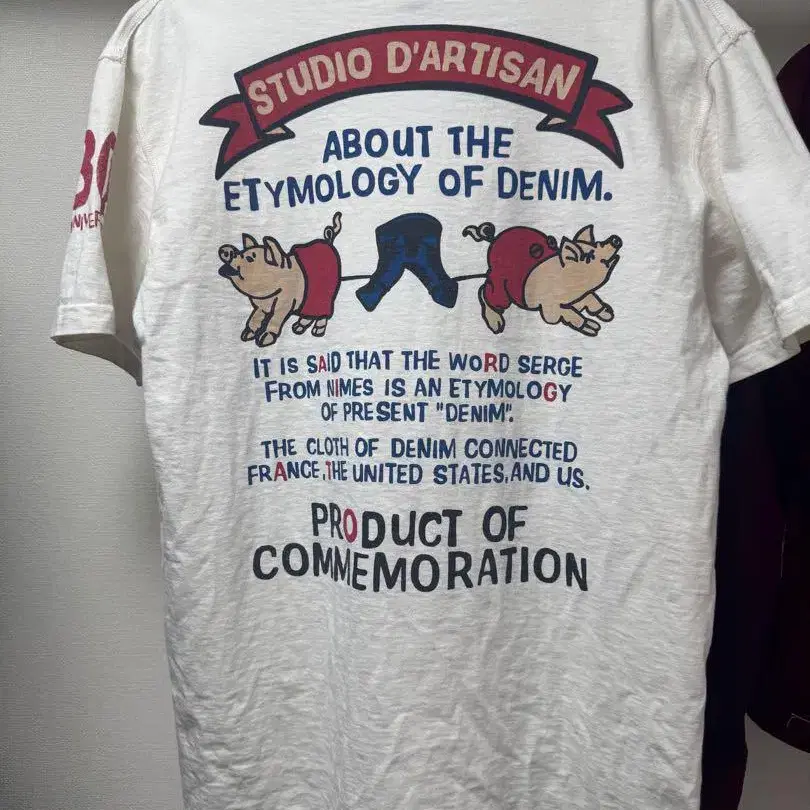 STUDIO D'ARTISAN
ABOUT THE
ETYMOLOGY OF DENIM.
IT IS SAID THAT THE WORD SERGE
FROM NIMES IS AN ETYMOLOGY
OF PRESENT "DENIM".
THE CLOTH OF DENIM CONNECTED
FRANCE, THE UNITED STATES, AND US.
PRODUCT OF
COMMEMORATION